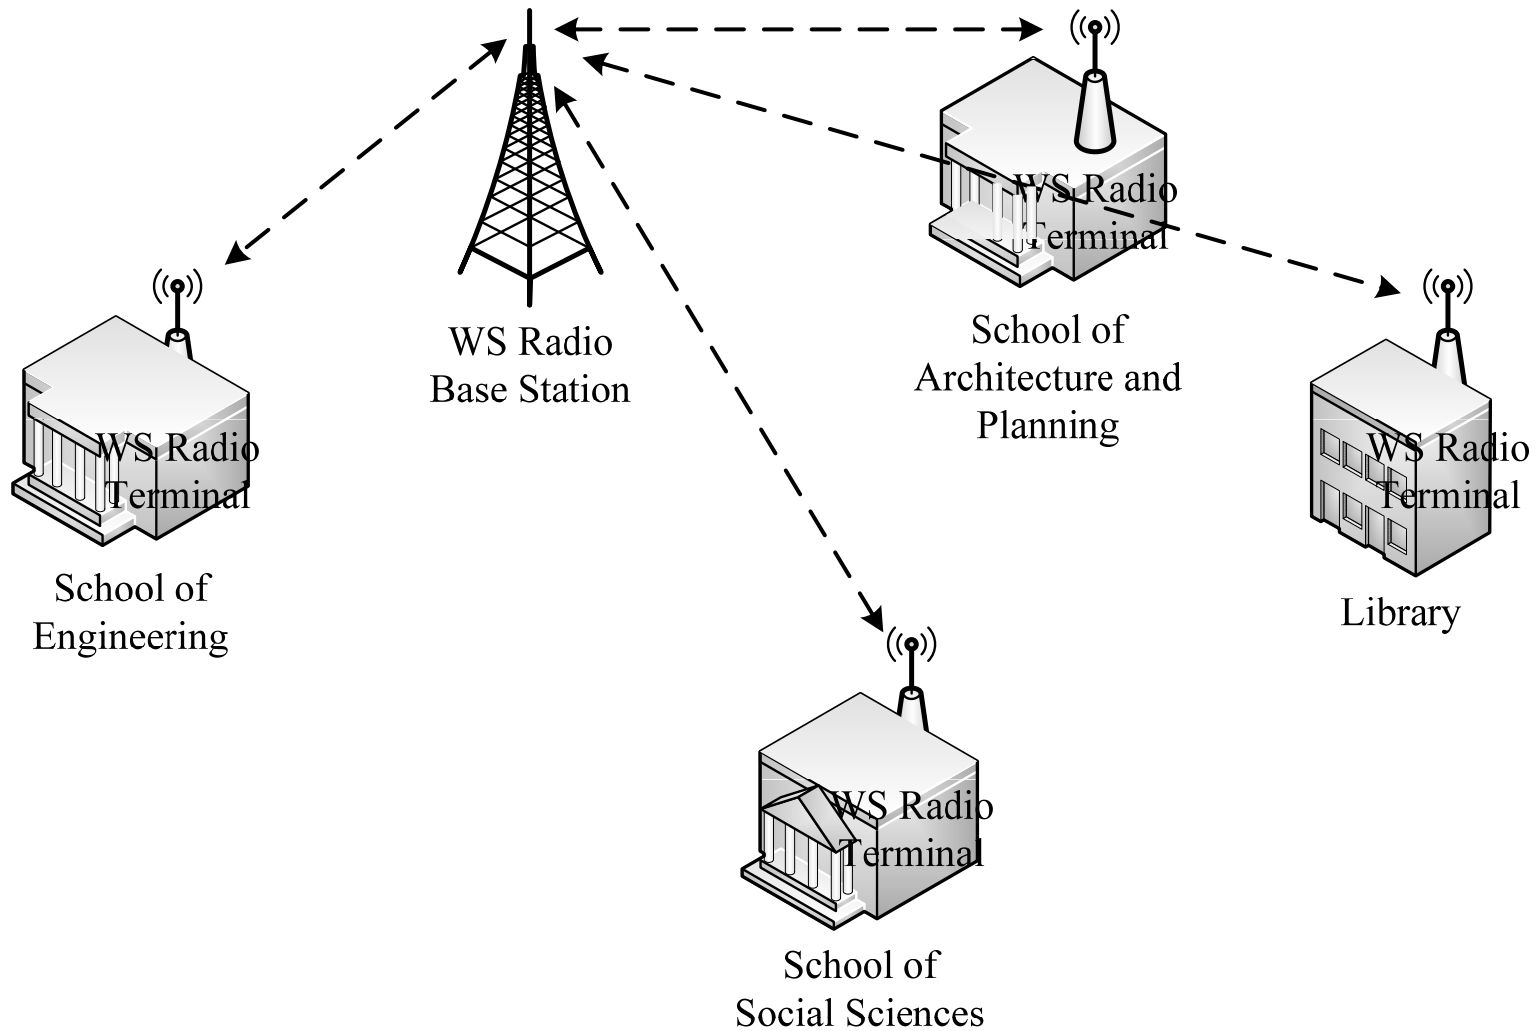 WS Radio
Terminal
School of
Architecture and
Planning
WS Radio
Base Station
WS Radio
Terminal
School of
Engineering
WS Radio
Terminal
Library
WS Radio
Terminal
School of
Social Sciences